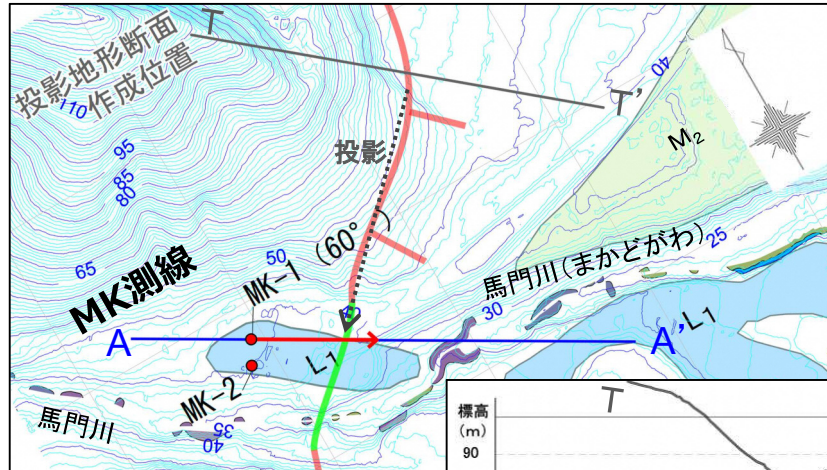 T
投影地形断面
作成位置
T'
110
95
85
80
65
50
40
投影
M2
MK測線
MK-1 (60° )
馬門川(まかどがわ)
25
30
A
A'
L1
L1
MK-2
馬門川
35
40
T
標高
(m)
90